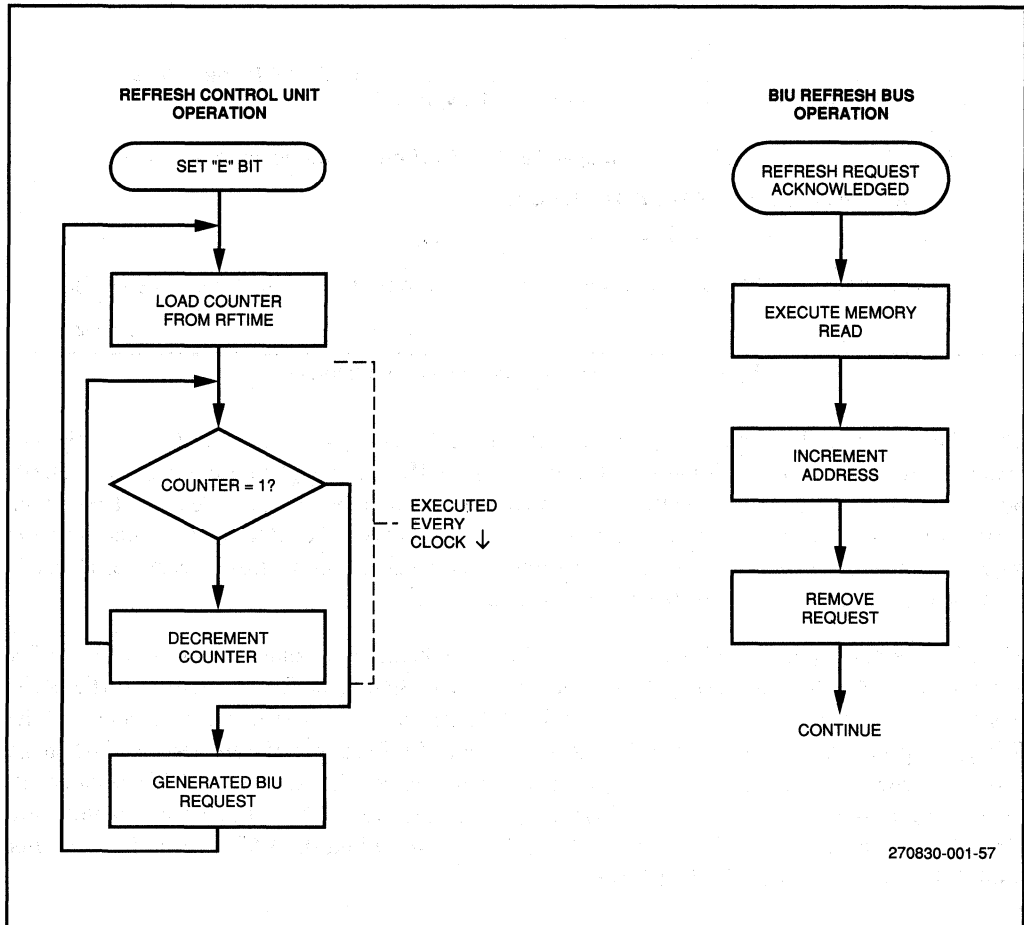 REFRESH CONTROL UNIT
OPERATION
SET "E" BIT
LOAD COUNTER
FROM RFTIME
COUNTER = 1?
EXECUTED
EVERY
CLOCK ↓
DECREMENT
COUNTER
GENERATED BIU
REQUEST
BIU REFRESH BUS
OPERATION
REFRESH REQUEST
ACKNOWLEDGED
EXECUTE MEMORY
READ
INCREMENT
ADDRESS
REMOVE
REQUEST
CONTINUE
270830-001-57